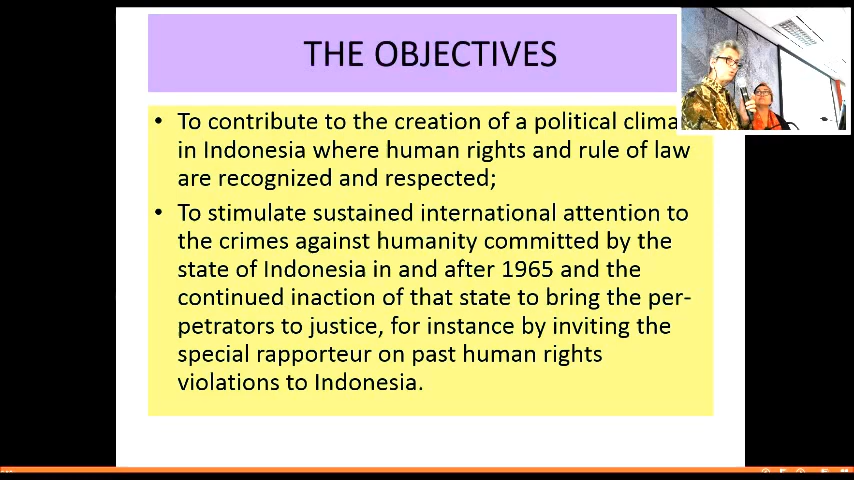 THE OBJECTIVES
• To contribute to the creation of a political clima
in Indonesia where human rights and rule of law
are recognized and respected;
• To stimulate sustained international attention to
the crimes against humanity committed by the
state of Indonesia in and after 1965 and the
continued inaction of that state to bring the per-
petrators to justice, for instance by inviting the
special rapporteur on past human rights
violations to Indonesia.